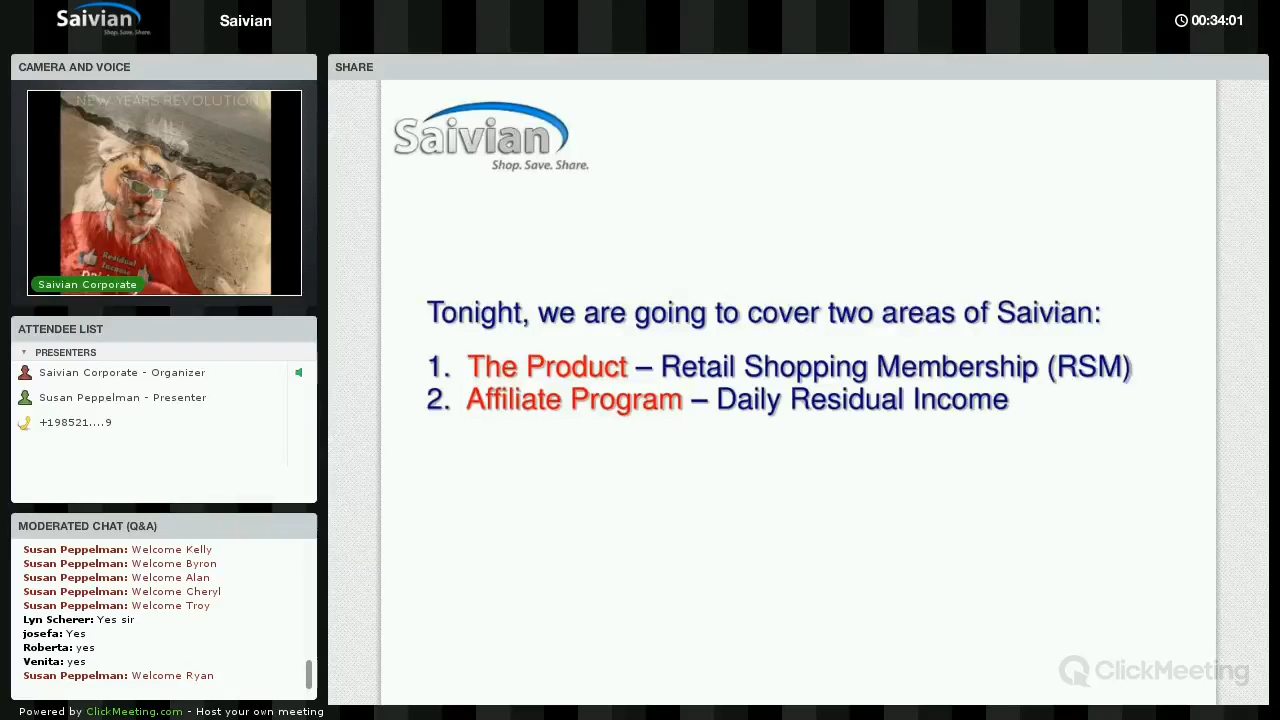 Saivian
Shop. Save. Share.
Saivian
00:34:01
CAMERA AND VOICE
NEW YEARS REVOLUTION
Residual
Income
Saivian Corporate
ATTENDEE LIST
PRESENTERS
Saivian Corporate - Organizer
Susan Peppelman - Presenter
+198521....9
MODERATED CHAT (Q&A)
Susan Peppelman: Welcome Kelly
Susan Peppelman: Welcome Byron
Susan Peppelman: Welcome Alan
Susan Peppelman: Welcome Cheryl
Susan Peppelman: Welcome Troy
Lyn Scherer: Yes sir
josefa: Yes
Roberta: yes
Venita: yes
Susan Peppelman: Welcome Ryan
Powered by ClickMeeting.com - Host your own meeting
SHARE
Saivian
Shop. Save. Share.
Tonight, we are going to cover two areas of Saivian:
1. The Product – Retail Shopping Membership (RSM)
2. Affiliate Program – Daily Residual Income
ClickMeeting